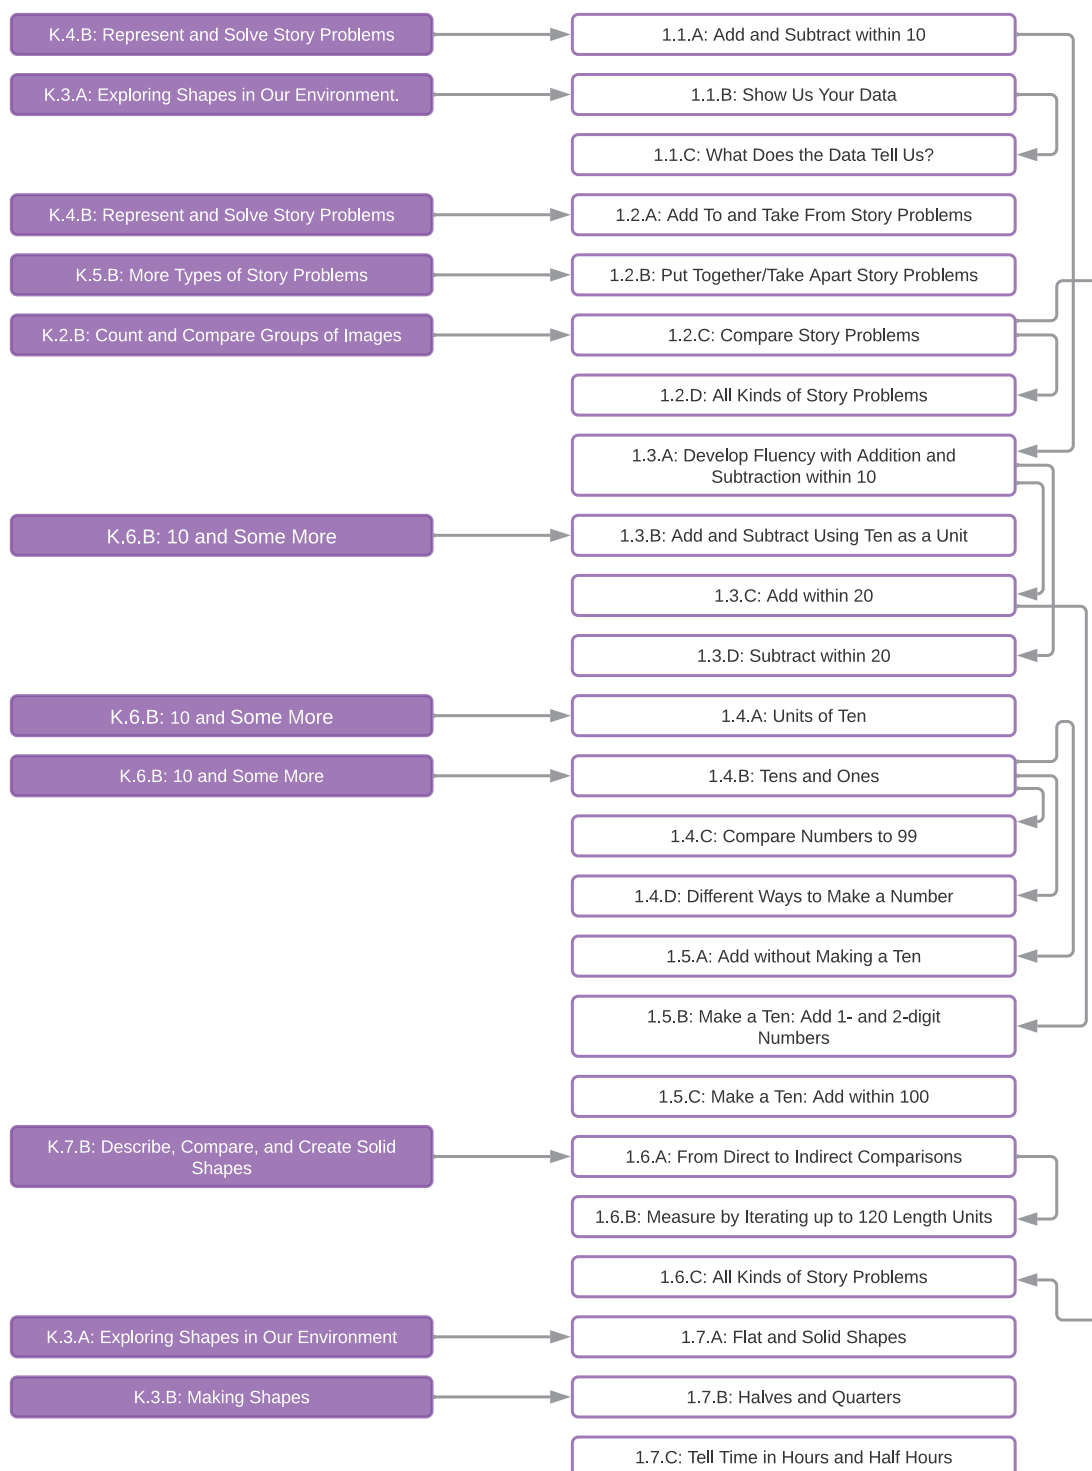 K.4.B: Represent and Solve Story Problems
1.1.A: Add and Subtract within 10
K.3.A: Exploring Shapes in Our Environment.
1.1.B: Show Us Your Data
1.1.C: What Does the Data Tell Us?
K.4.B: Represent and Solve Story Problems
1.2.A: Add To and Take From Story Problems
K.5.B: More Types of Story Problems
1.2.B: Put Together/Take Apart Story Problems
K.2.B: Count and Compare Groups of Images
1.2.C: Compare Story Problems
1.2.D: All Kinds of Story Problems
1.3.A: Develop Fluency with Addition and
Subtraction within 10
K.6.B: 10 and Some More
1.3.B: Add and Subtract Using Ten as a Unit
1.3.C: Add within 20
1.3.D: Subtract within 20
K.6.B: 10 and Some More
1.4.A: Units of Ten
K.6.B: 10 and Some More
1.4.B: Tens and Ones
1.4.C: Compare Numbers to 99
1.4.D: Different Ways to Make a Number
1.5.A: Add without Making a Ten
1.5.B: Make a Ten: Add 1- and 2-digit
Numbers
1.5.C: Make a Ten: Add within 100
K.7.B: Describe, Compare, and Create Solid
Shapes
1.6.A: From Direct to Indirect Comparisons
1.6.B: Measure by Iterating up to 120 Length Units
1.6.C: All Kinds of Story Problems
K.3.A: Exploring Shapes in Our Environment
1.7.A: Flat and Solid Shapes
K.3.B: Making Shapes
1.7.B: Halves and Quarters
1.7.C: Tell Time in Hours and Half Hours